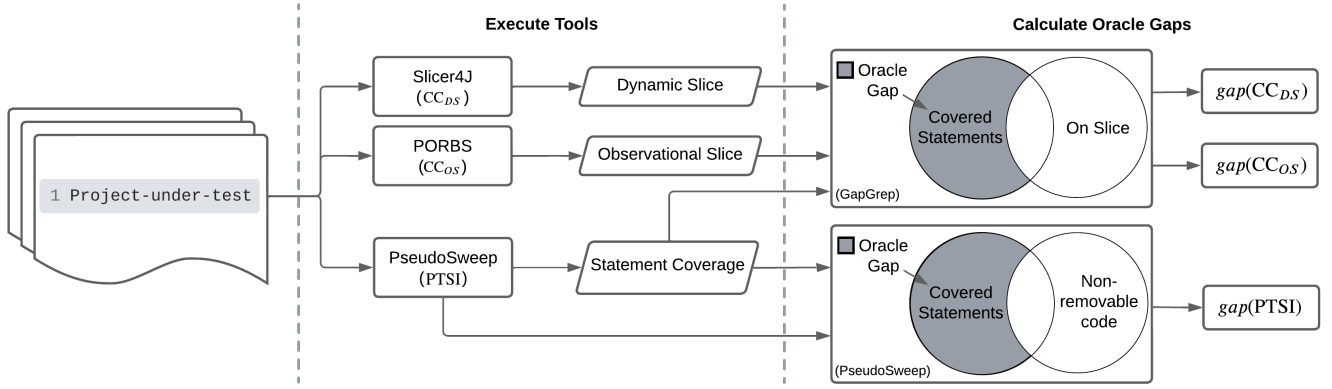 Execute Tools
Calculate Oracle Gaps
1 Project-under-test
Slicer4J
(CC_DS)
Dynamic Slice
PORBS
(CC_OS)
Observational Slice
PseudoSweep
(PTSI)
Statement Coverage
Oracle
Gap
Covered
Statements
On Slice
(GapGrep)
gap(CC_DS)
gap(CC_OS)
Oracle
Gap
Covered
Statements
Non-
removable
code
(PseudoSweep)
gap(PTSI)